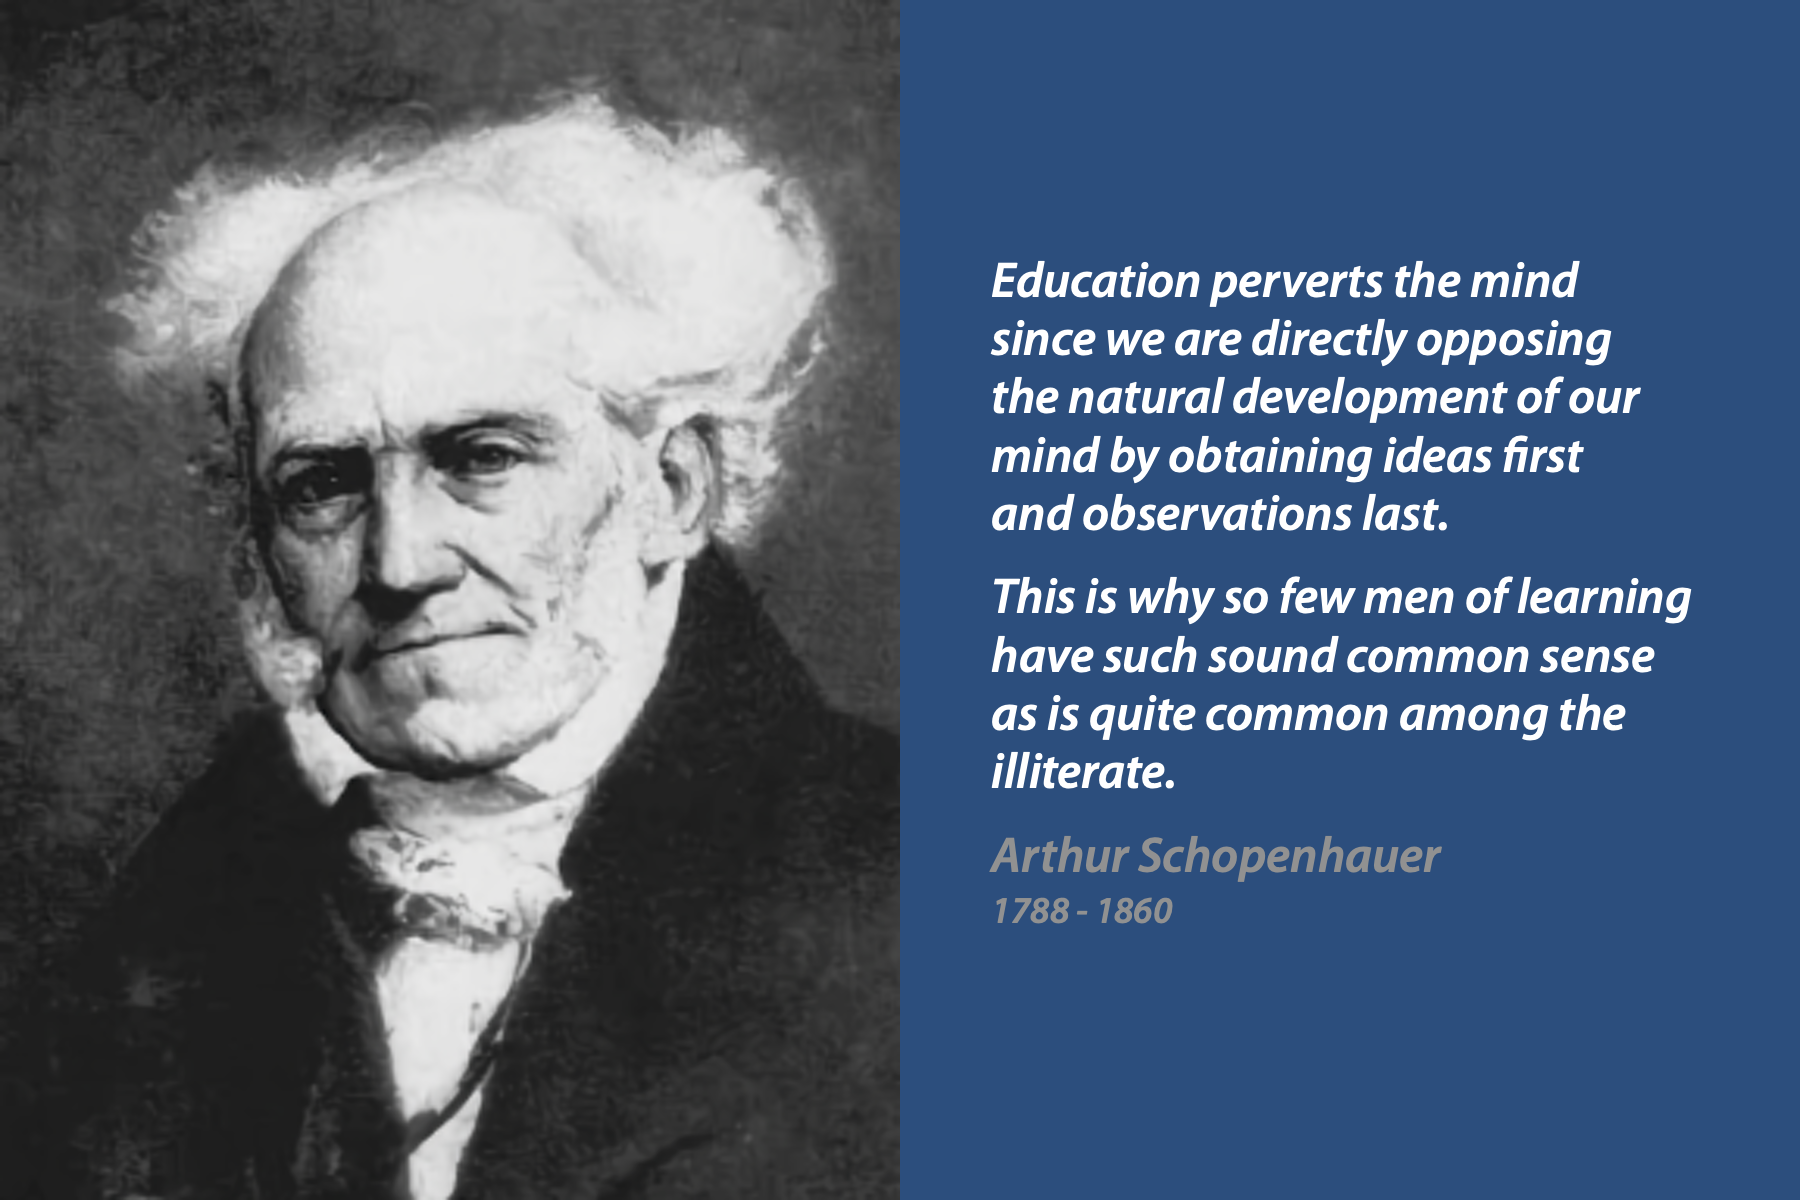 Education perverts the mind
since we are directly opposing
the natural development of our
mind by obtaining ideas first
and observations last.
This is why so few men of learning
have such sound common sense
as is quite common among the
illiterate.
Arthur Schopenhauer
1788 - 1860